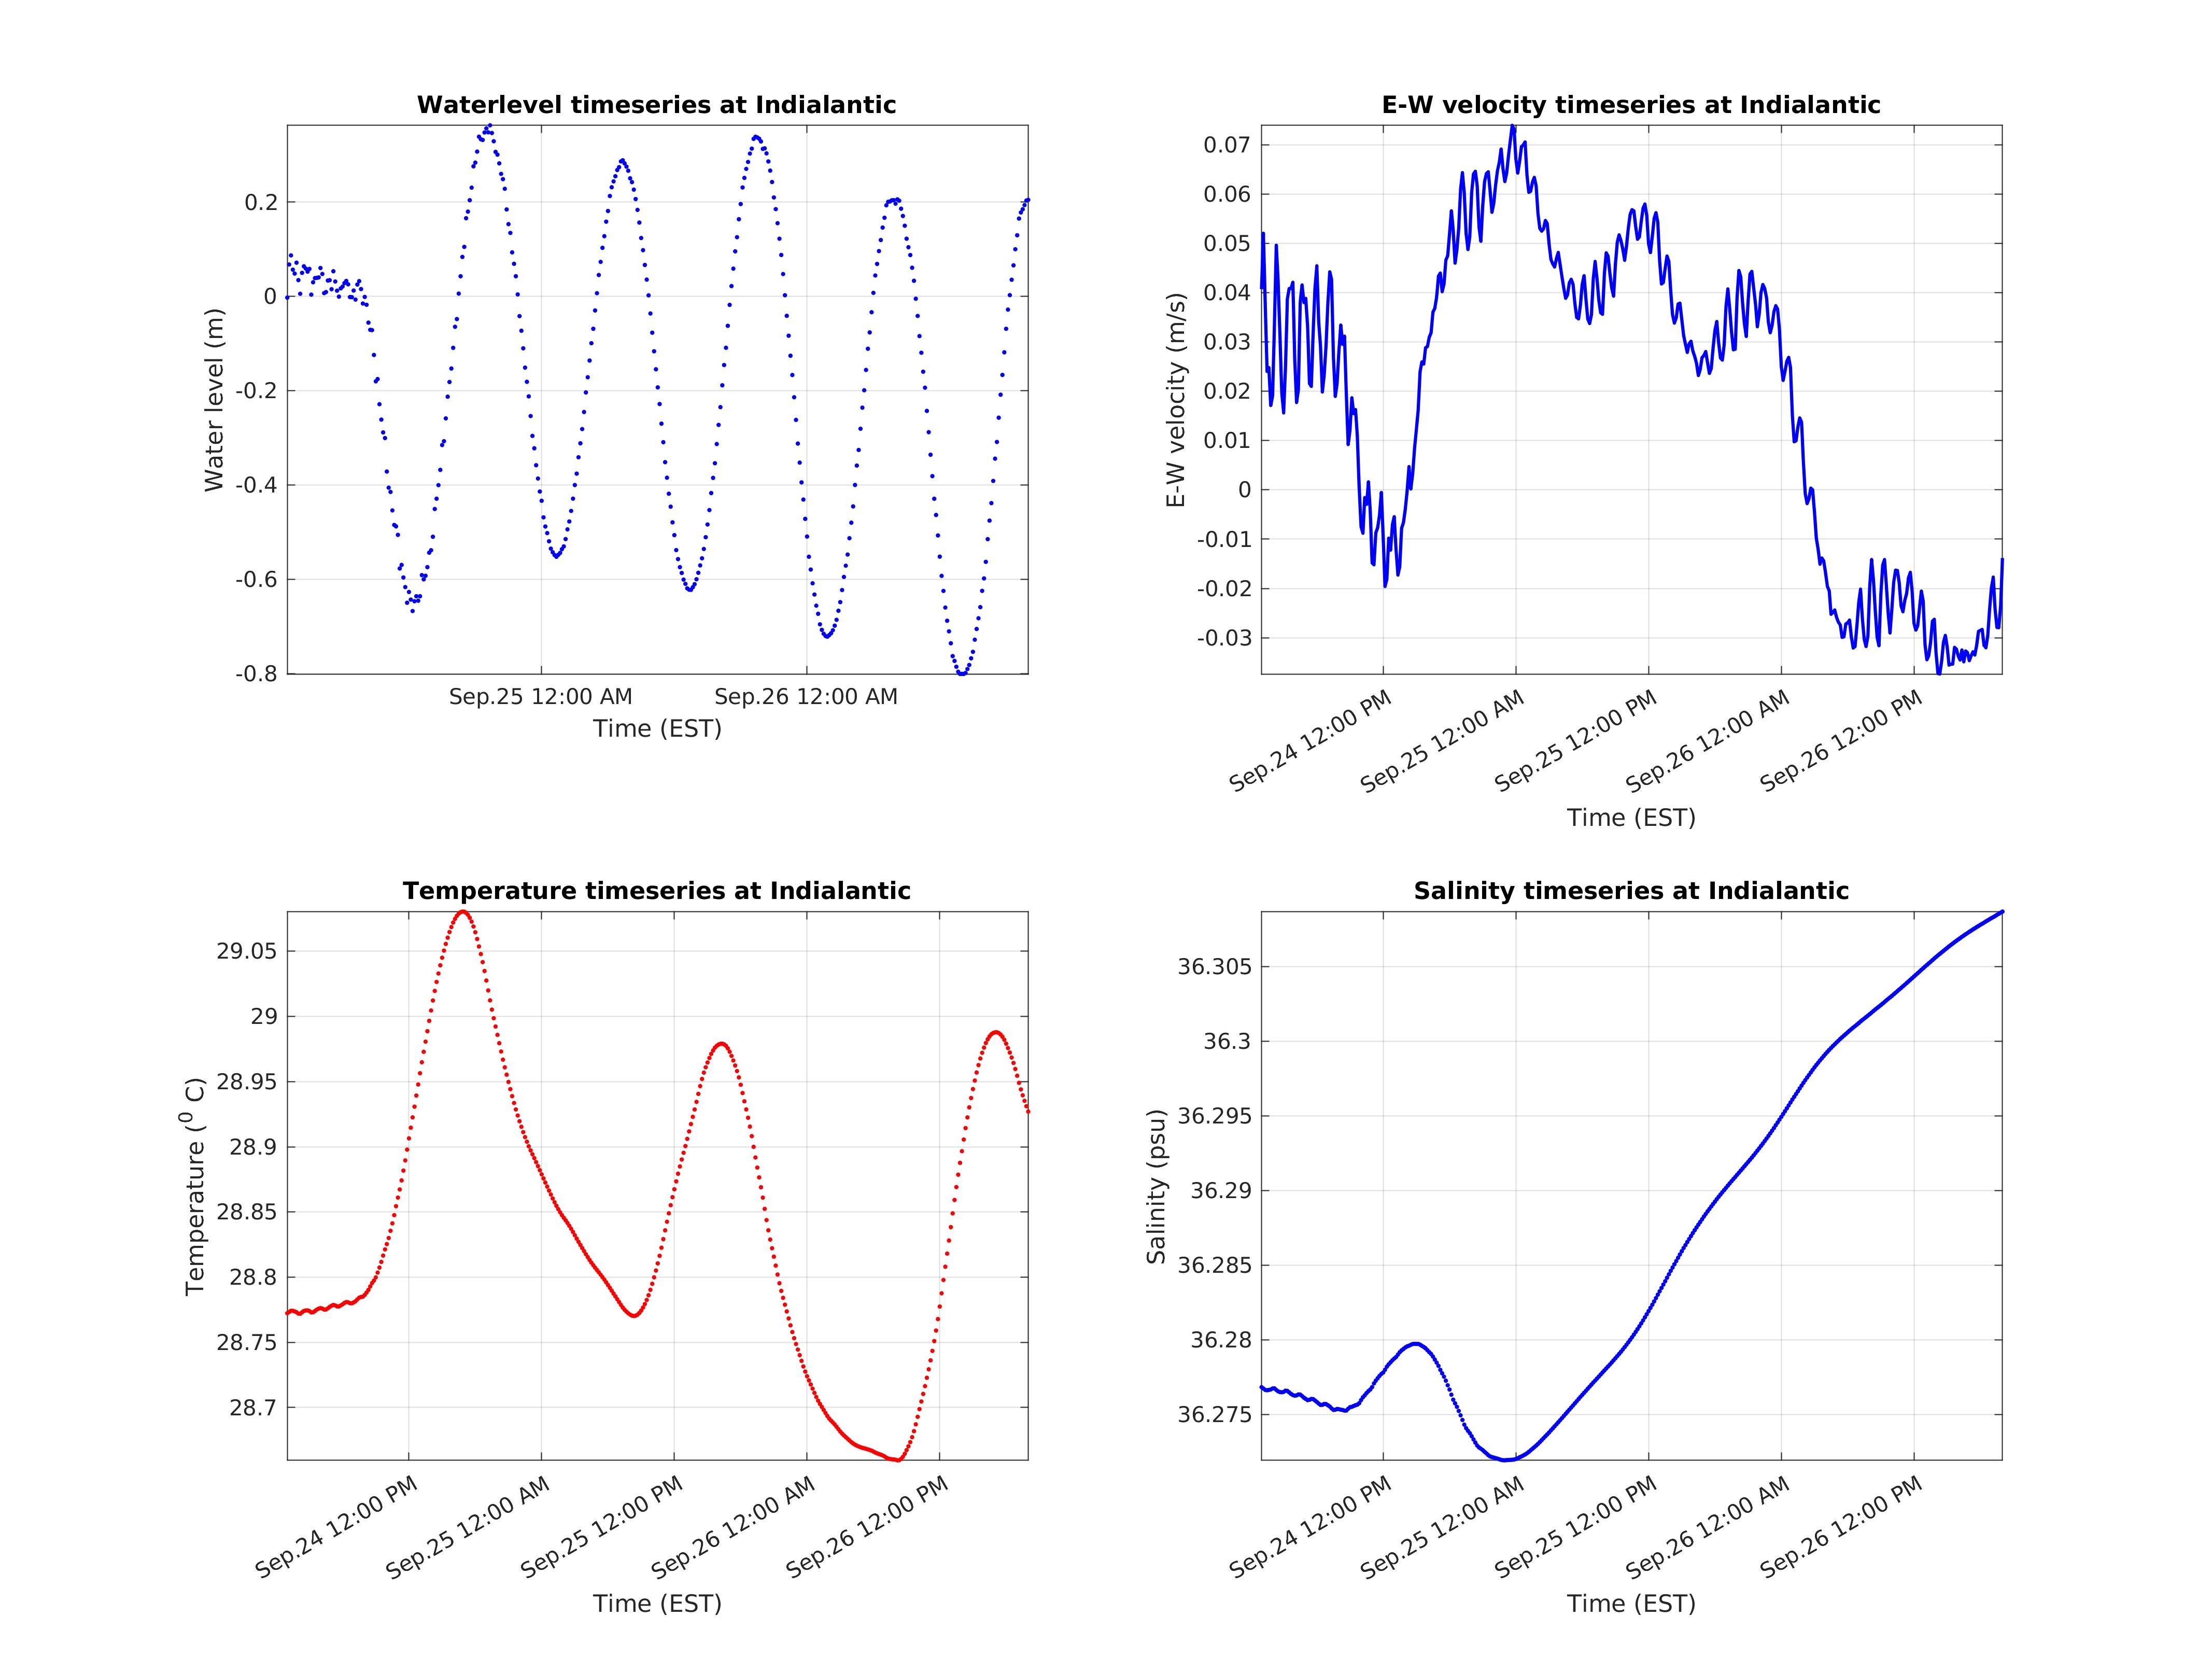 Waterlevel timeseries at Indialantic
0.2
0
-0.2
-0.4
-0.6
-0.8
Water level (m)
Sep.25 12:00 AM
Sep.26 12:00 AM
Time (EST)
E-W velocity timeseries at Indialantic
0.07
0.06
0.05
0.04
0.03
0.02
0.01
0
-0.01
-0.02
-0.03
E-W velocity (m/s)
Sep.24 12:00 PM
Sep.25 12:00 AM
Sep.25 12:00 PM
Sep.26 12:00 AM
Sep.26 12:00 PM
Time (EST)
Temperature timeseries at Indialantic
29.05
29
28.95
28.9
28.85
28.8
28.75
28.7
Temperature (⁰ C)
Sep.24 12:00 PM
Sep.25 12:00 AM
Sep.25 12:00 PM
Sep.26 12:00 AM
Sep.26 12:00 PM
Time (EST)
Salinity timeseries at Indialantic
36.305
36.3
36.295
36.29
36.285
36.28
36.275
Salinity (psu)
Sep.24 12:00 PM
Sep.25 12:00 AM
Sep.25 12:00 PM
Sep.26 12:00 AM
Sep.26 12:00 PM
Time (EST)